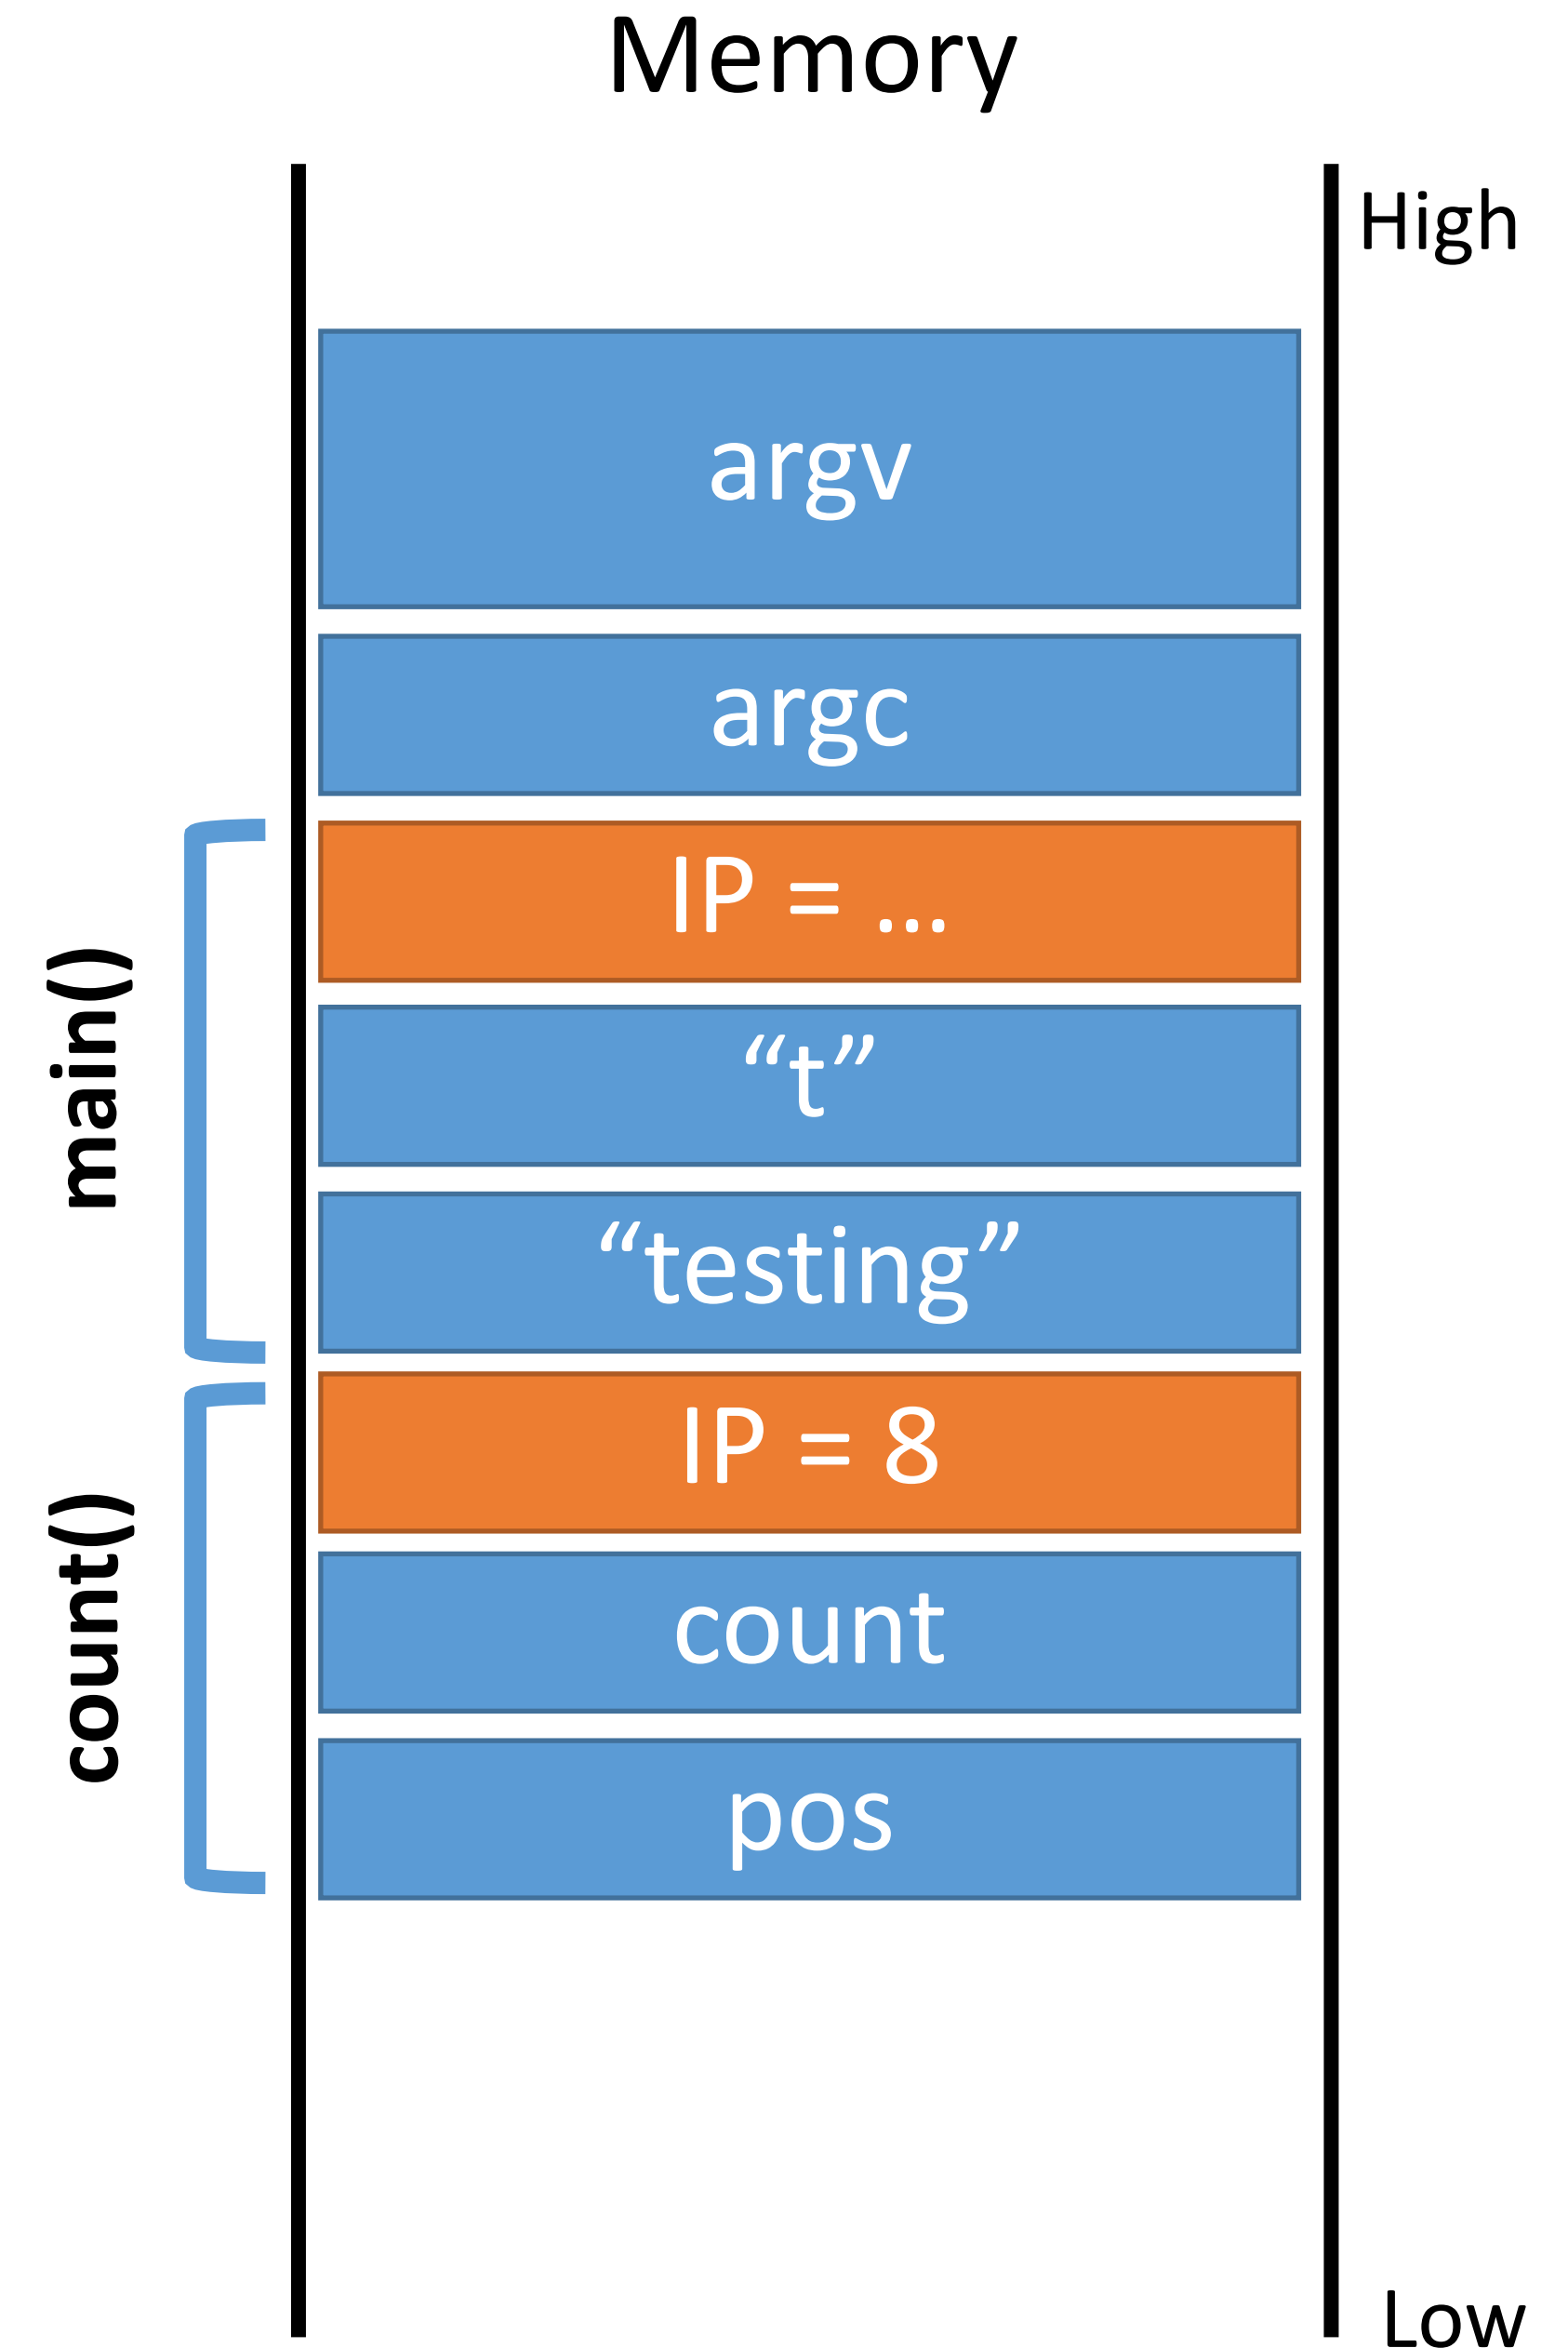 Memory
High
argv
argc
main()
IP = …
“t”
“testing”
count()
IP = 8
count
pos
Low